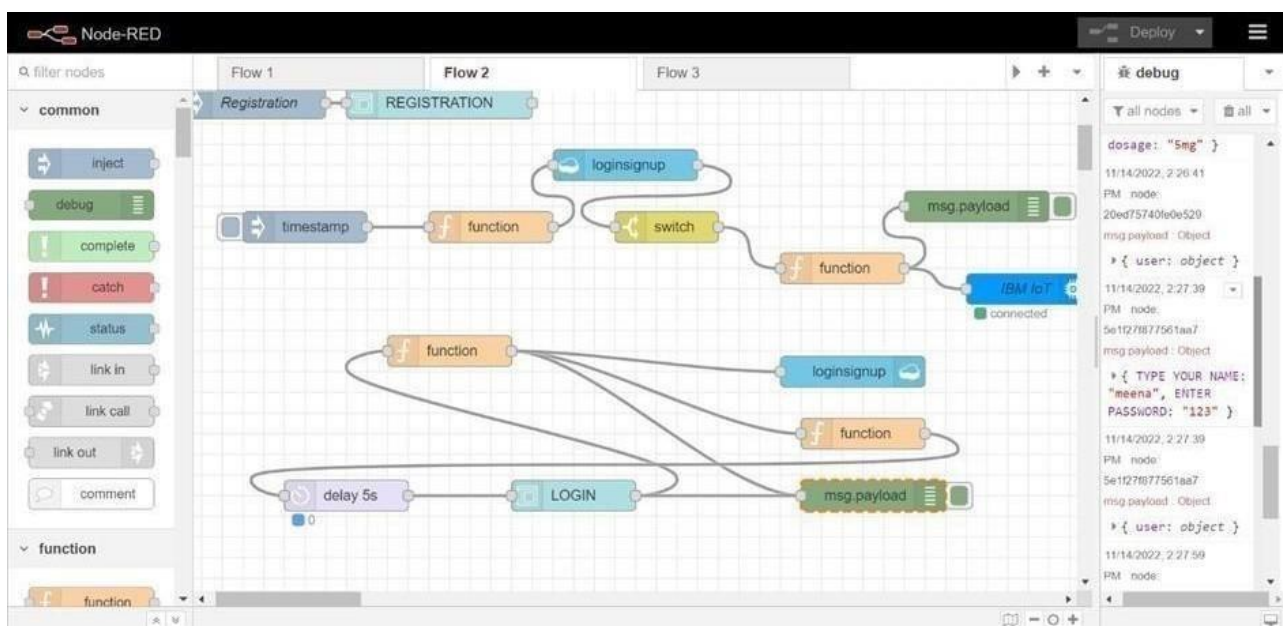 Node-RED
Deploy
filter nodes
Flow 1
Flow 2
Flow 3
debug
common
all nodes
all
inject
debug
complete
catch
status
link in
link call
link out
comment
function
function
Registration
REGISTRATION
loginsignup
timestamp
function
switch
msg.payload
function
IBM IoT
connected
function
loginsignup
function
delay 5s
0
LOGIN
msg.payload
dosage: "5mg" }
11/14/2022, 2:26:41
PM node:
20ed75740fe0e529
msg.payload : Object
{ user: object }
11/14/2022, 2:27:39
PM node:
5e1f27f877561aa7
msg.payload : Object
{ TYPE YOUR NAME:
"meena", ENTER
PASSWORD: "123" }
11/14/2022, 2:27:39
PM node:
5e1f27f877561aa7
msg.payload : Object
{ user: object }
11/14/2022, 2:27:59
PM node: